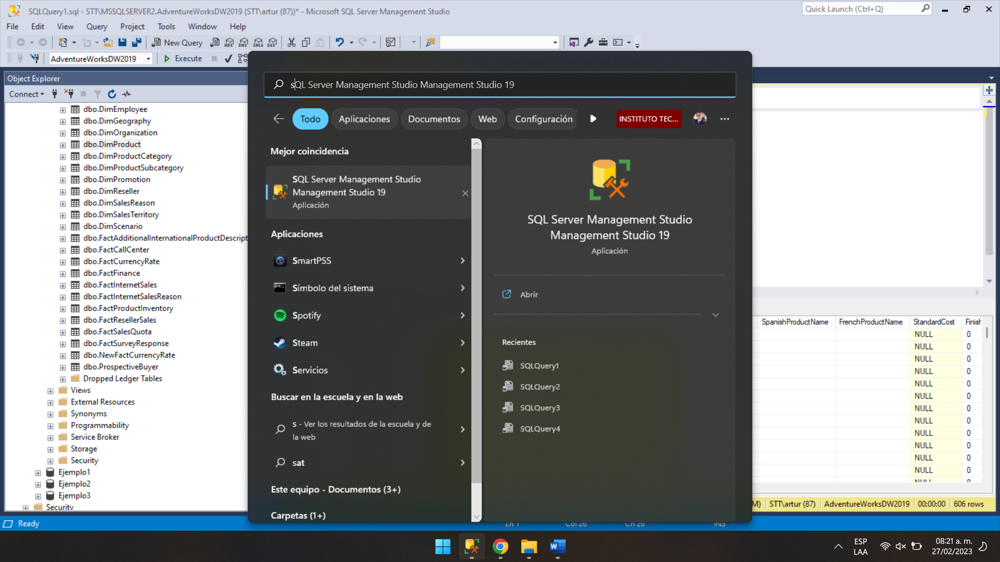 SQLQuery1.sql - STT\MSSQLSERVER2.AdventureWorksDW2019 (STT\artur (87))* - Microsoft SQL Server Management Studio
Quick Launch (Ctrl+Q)
File Edit View Query Project Tools Window Help
New Query
MDX DMX XMLA DAX
AdventureWorksDW2019
Execute
Object Explorer
Connect
dbo.DimEmployee
dbo.DimGeography
dbo.DimOrganization
dbo.DimProduct
dbo.DimProductCategory
dbo.DimProductSubcategory
dbo.DimPromotion
dbo.DimReseller
dbo.DimSalesReason
dbo.DimSalesTerritory
dbo.DimScenario
dbo.FactAdditionalInternationalProductDescript
dbo.FactCallCenter
dbo.FactCurrencyRate
dbo.FactFinance
dbo.FactInternetSales
dbo.FactInternetSalesReason
dbo.FactProductInventory
dbo.FactResellerSales
dbo.FactSalesQuota
dbo.FactSurveyResponse
dbo.NewFactCurrencyRate
dbo.ProspectiveBuyer
Dropped Ledger Tables
Views
External Resources
Synonyms
Programmability
Service Broker
Storage
Security
Ejemplo1
Ejemplo2
Ejemplo3
Security
sQL Server Management Studio Management Studio 19
Todo Aplicaciones Documentos Web Configuración
INSTITUTO TEC...
Mejor coincidencia
SQL Server Management Studio
Management Studio 19
Aplicación
Aplicaciones
SmartPSS
Símbolo del sistema
Spotify
Steam
Servicios
Buscar en la escuela y en la web
s - Ver los resultados de la escuela y de
la web
sat
Este equipo - Documentos (3+)
Carpetas (1+)
SQL Server Management Studio
Management Studio 19
Aplicación
Abrir
Recientes
SQLQuery1
SQLQuery2
SQLQuery3
SQLQuery4
SpanishProductName FrenchProductName StandardCost Finish
NULL 0
NULL 0
NULL 0
NULL 0
NULL 0
NULL 0
NULL 0
NULL 0
NULL 0
NULL 0
NULL 0
NULL 0
NULL 0
M) STT\artur (87) AdventureWorksDW2019 00:00:00 606 rows
Ready
Ln 1 Col 26 Ch 26 INS
ESP
LAA
08:21 a. m.
27/02/2023